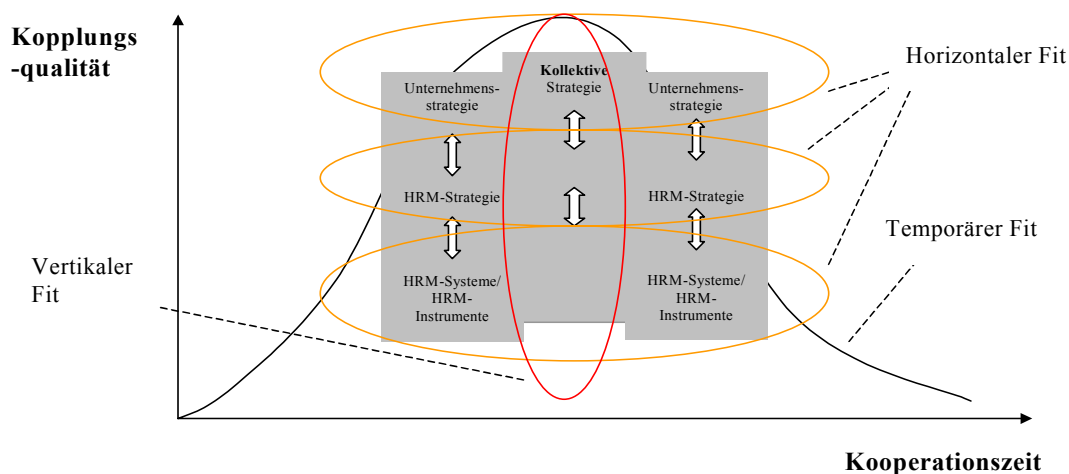 Kopplungs
-qualität
Horizontaler Fit
Kollektive
Strategie
Unternehmens-
strategie
Unternehmens-
strategie
HRM-Strategie
HRM-Strategie
Temporärer Fit
Vertikaler
Fit
HRM-Systeme/
HRM-
Instrumente
HRM-Systeme/
HRM-
Instrumente
Kooperationszeit